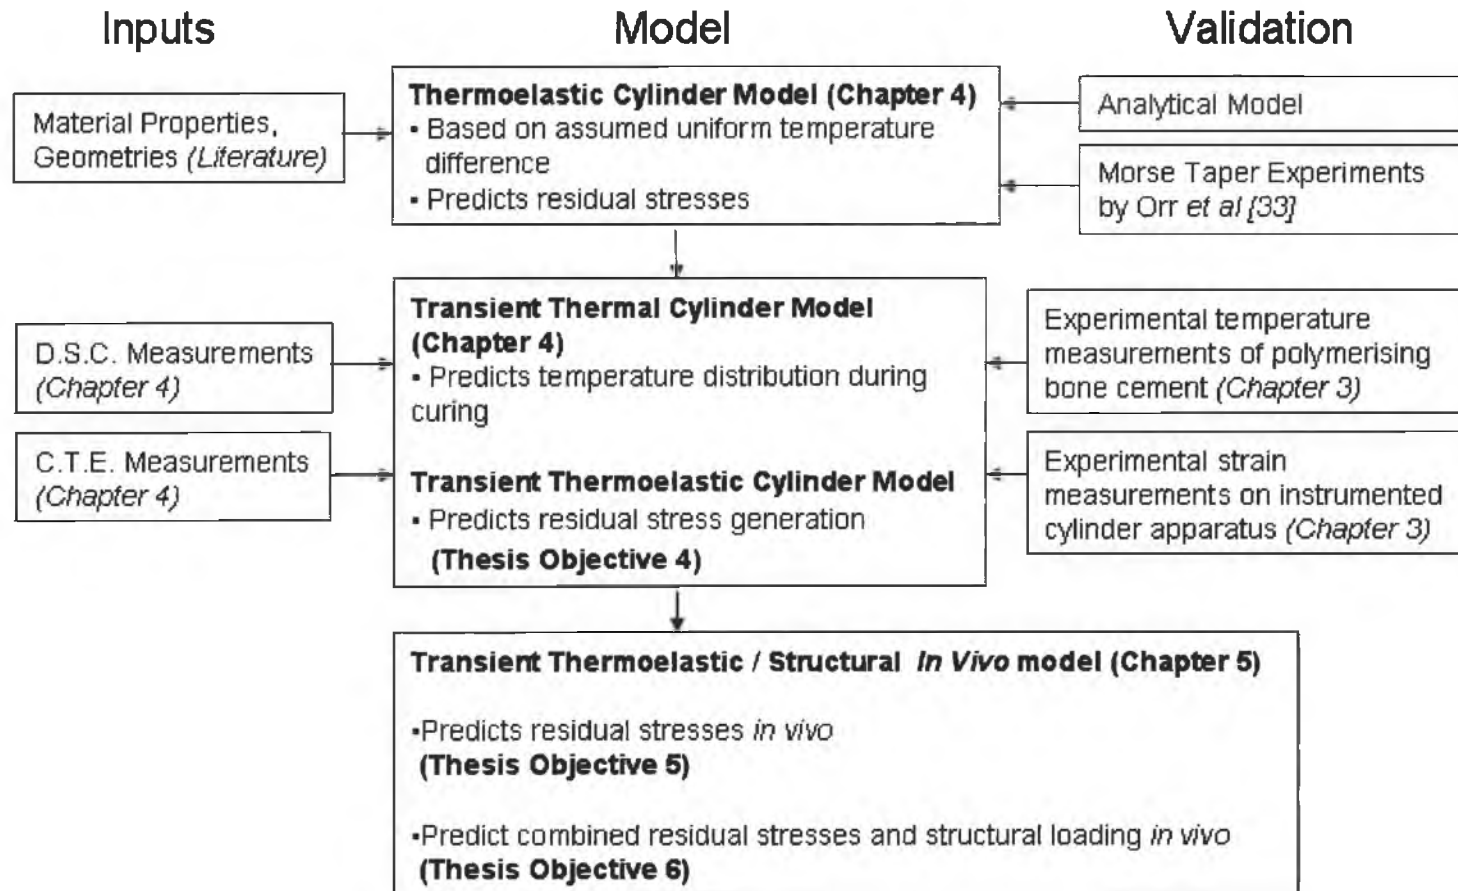 Inputs
Model
Validation
Material Properties,
Geometries (Literature)
Thermoelastic Cylinder Model (Chapter 4)
▪ Based on assumed uniform temperature
difference
▪ Predicts residual stresses
Analytical Model
Morse Taper Experiments
by Orr et al [33]
D.S.C. Measurements
(Chapter 4)
C.T.E. Measurements
(Chapter 4)
Transient Thermal Cylinder Model
(Chapter 4)
▪ Predicts temperature distribution during
curing
Transient Thermoelastic Cylinder Model
▪ Predicts residual stress generation
(Thesis Objective 4)
Experimental temperature
measurements of polymerising
bone cement (Chapter 3)
Experimental strain
measurements on instrumented
cylinder apparatus (Chapter 3)
Transient Thermoelastic / Structural In Vivo model (Chapter 5)
▪Predicts residual stresses in vivo
(Thesis Objective 5)
▪Predict combined residual stresses and structural loading in vivo
(Thesis Objective 6)